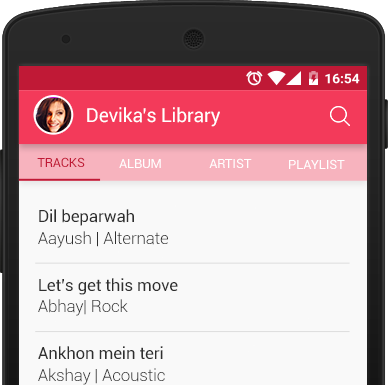 16:54
Devika's Library
TRACKS ALBUM ARTIST PLAYLIST
Dil beparwah
Aayush | Alternate
Let's get this move
Abhay| Rock
Ankhon mein teri
Akshay | Acoustic